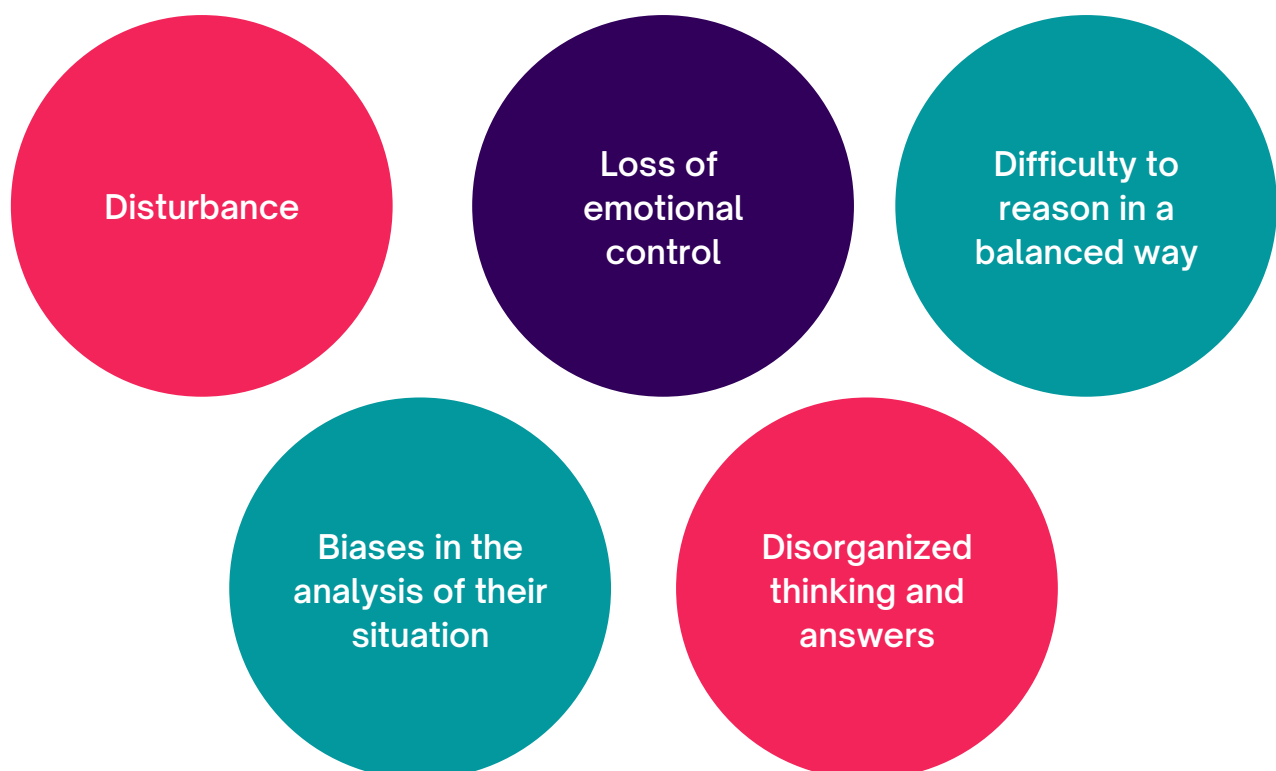 Disturbance
Loss of
emotional
control
Difficulty to
reason in a
balanced way
Biases in the
analysis of their
situation
Disorganized
thinking and
answers